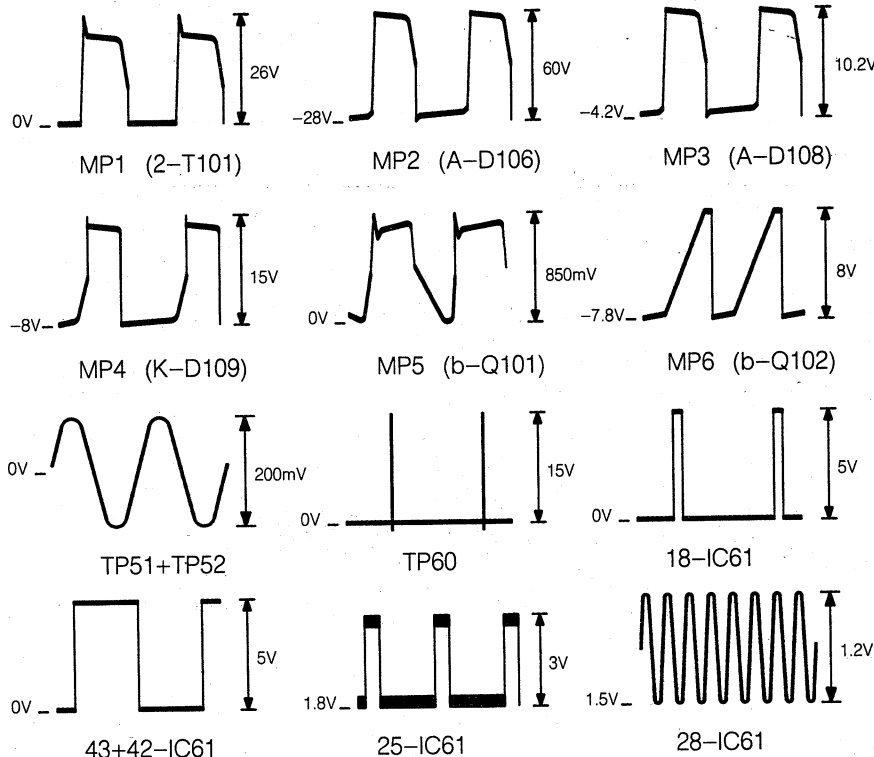 26V
0V
MP1 (2–T101)
60V
–28V
MP2 (A–D106)
10.2V
–4.2V
MP3 (A–D108)
15V
–8V
MP4 (K–D109)
850mV
0V
MP5 (b–Q101)
8V
–7.8V
MP6 (b–Q102)
0V
200mV
TP51+TP52
15V
0V
TP60
5V
0V
18–IC61
5V
0V
43+42–IC61
3V
1.8V
25–IC61
1.2V
1.5V
28–IC61